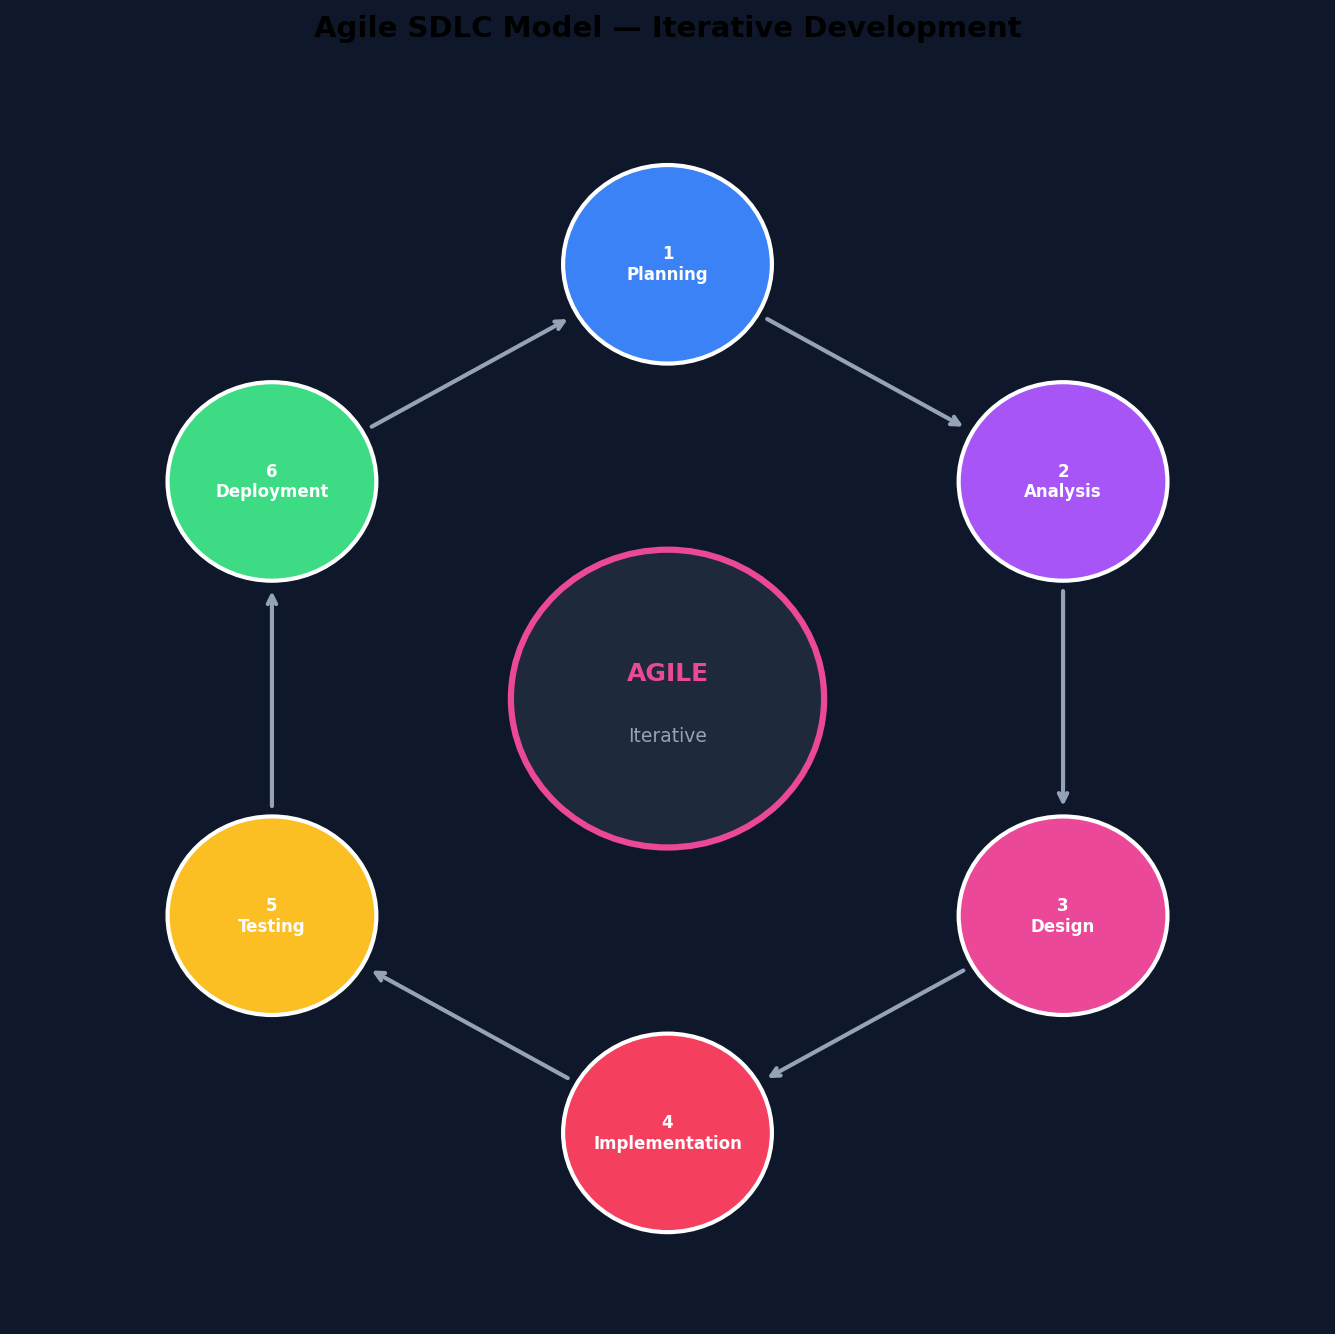 Agile SDLC Model — Iterative Development
1
Planning
2
Analysis
3
Design
4
Implementation
5
Testing
6
Deployment
AGILE
Iterative